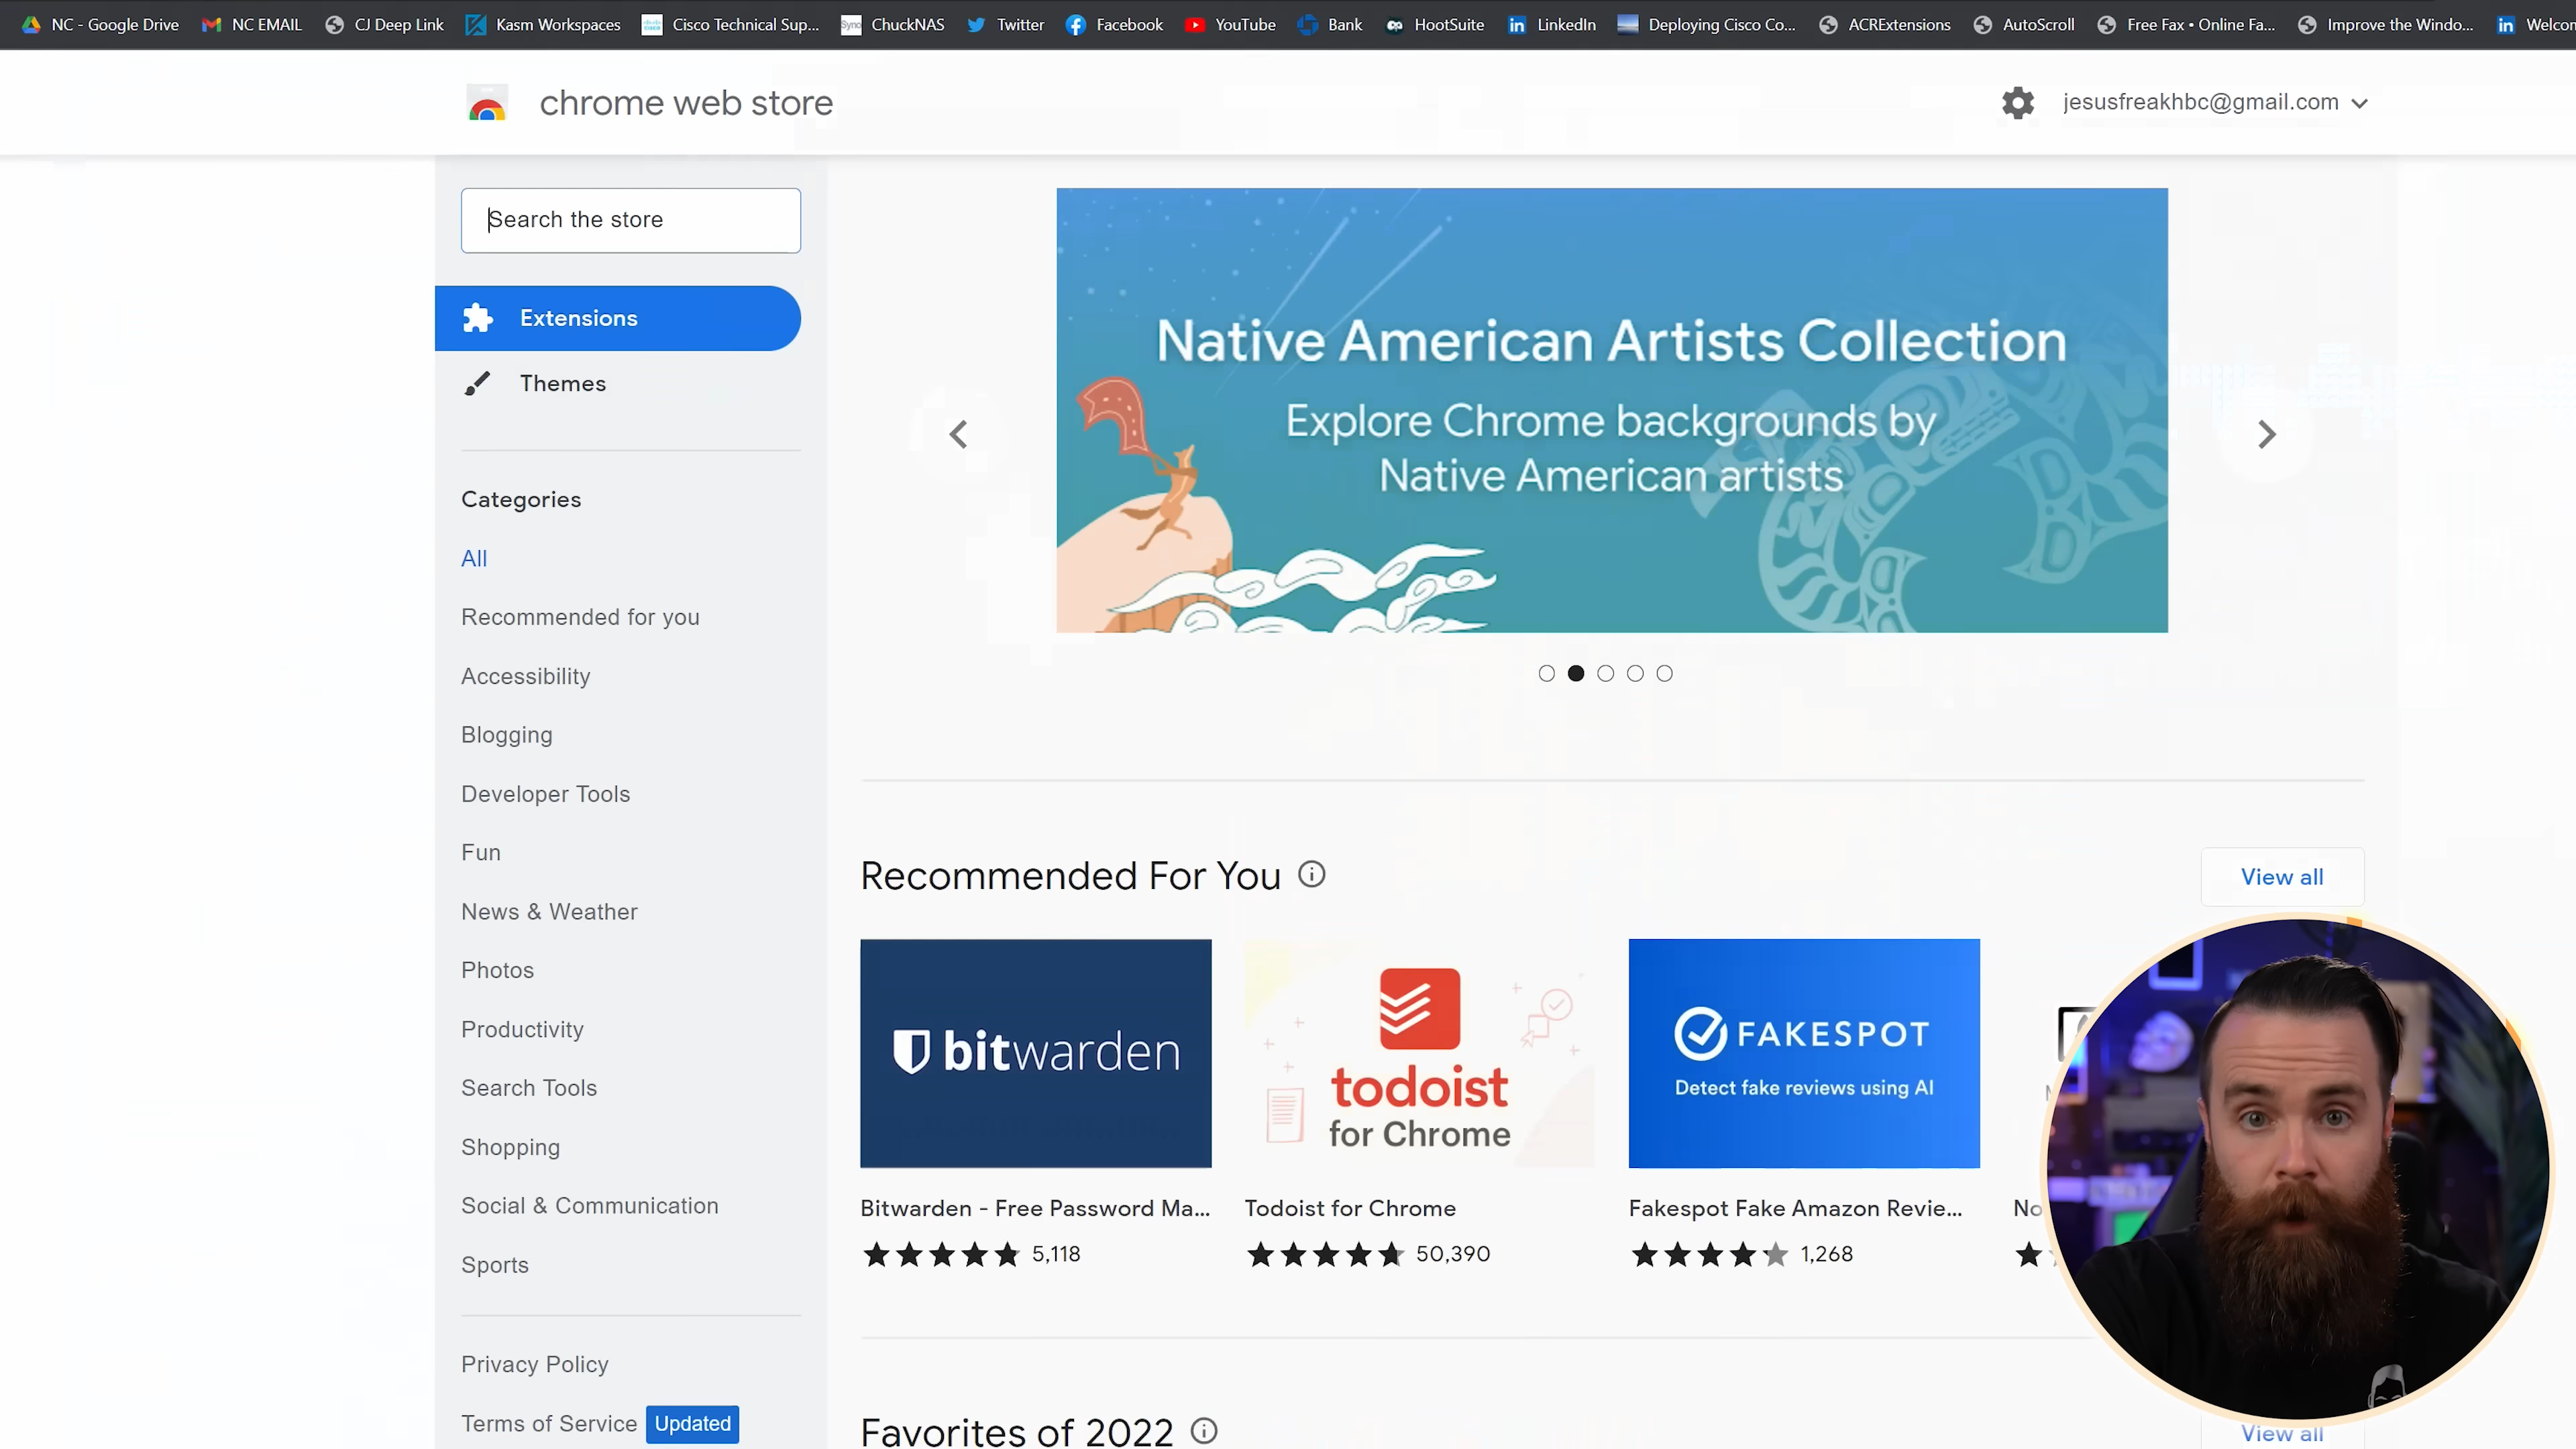 NC - Google Drive
NC EMAIL
CJ Deep Link
Kasm Workspaces
Cisco Technical Sup...
Syno
ChuckNAS
Twitter
Facebook
YouTube
Bank
HootSuite
LinkedIn
Deploying Cisco Co...
ACRExtensions
AutoScroll
Free Fax • Online Fa...
Improve the Windo...
Welcon
chrome web store
jesusfreakhbc@gmail.com
Search the store
Extensions
Themes
Categories
All
Recommended for you
Accessibility
Blogging
Developer Tools
Fun
News & Weather
Photos
Productivity
Search Tools
Shopping
Social & Communication
Sports
Privacy Policy
Terms of Service Updated
Native American Artists Collection
Explore Chrome backgrounds by
Native American artists
Recommended For You
View all
bitwarden
todoist
for Chrome
FAKESPOT
Detect fake reviews using AI
Bitwarden - Free Password Ma...
5,118
Todoist for Chrome
50,390
Fakespot Fake Amazon Revie...
1,268
No
Favorites of 2022
View all